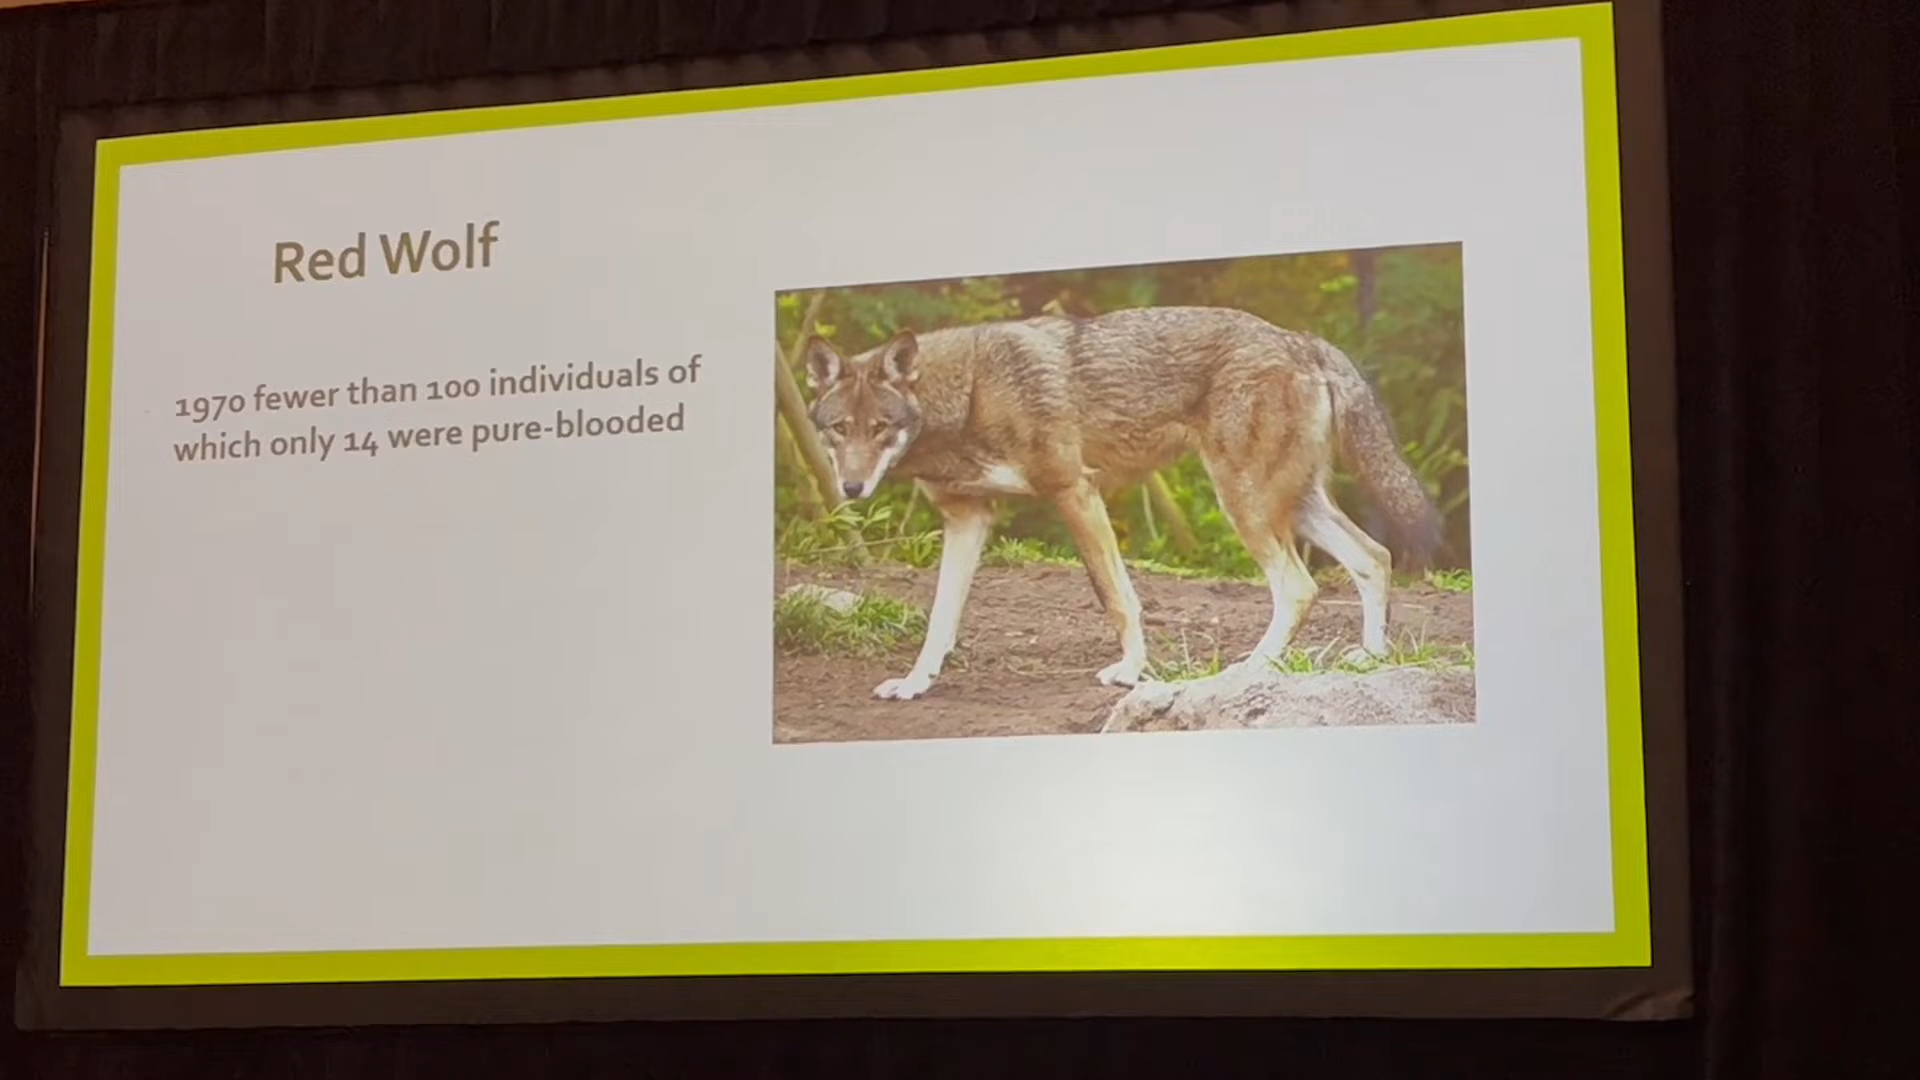 Red Wolf
1970 fewer than 100 individuals of
which only 14 were pure-blooded